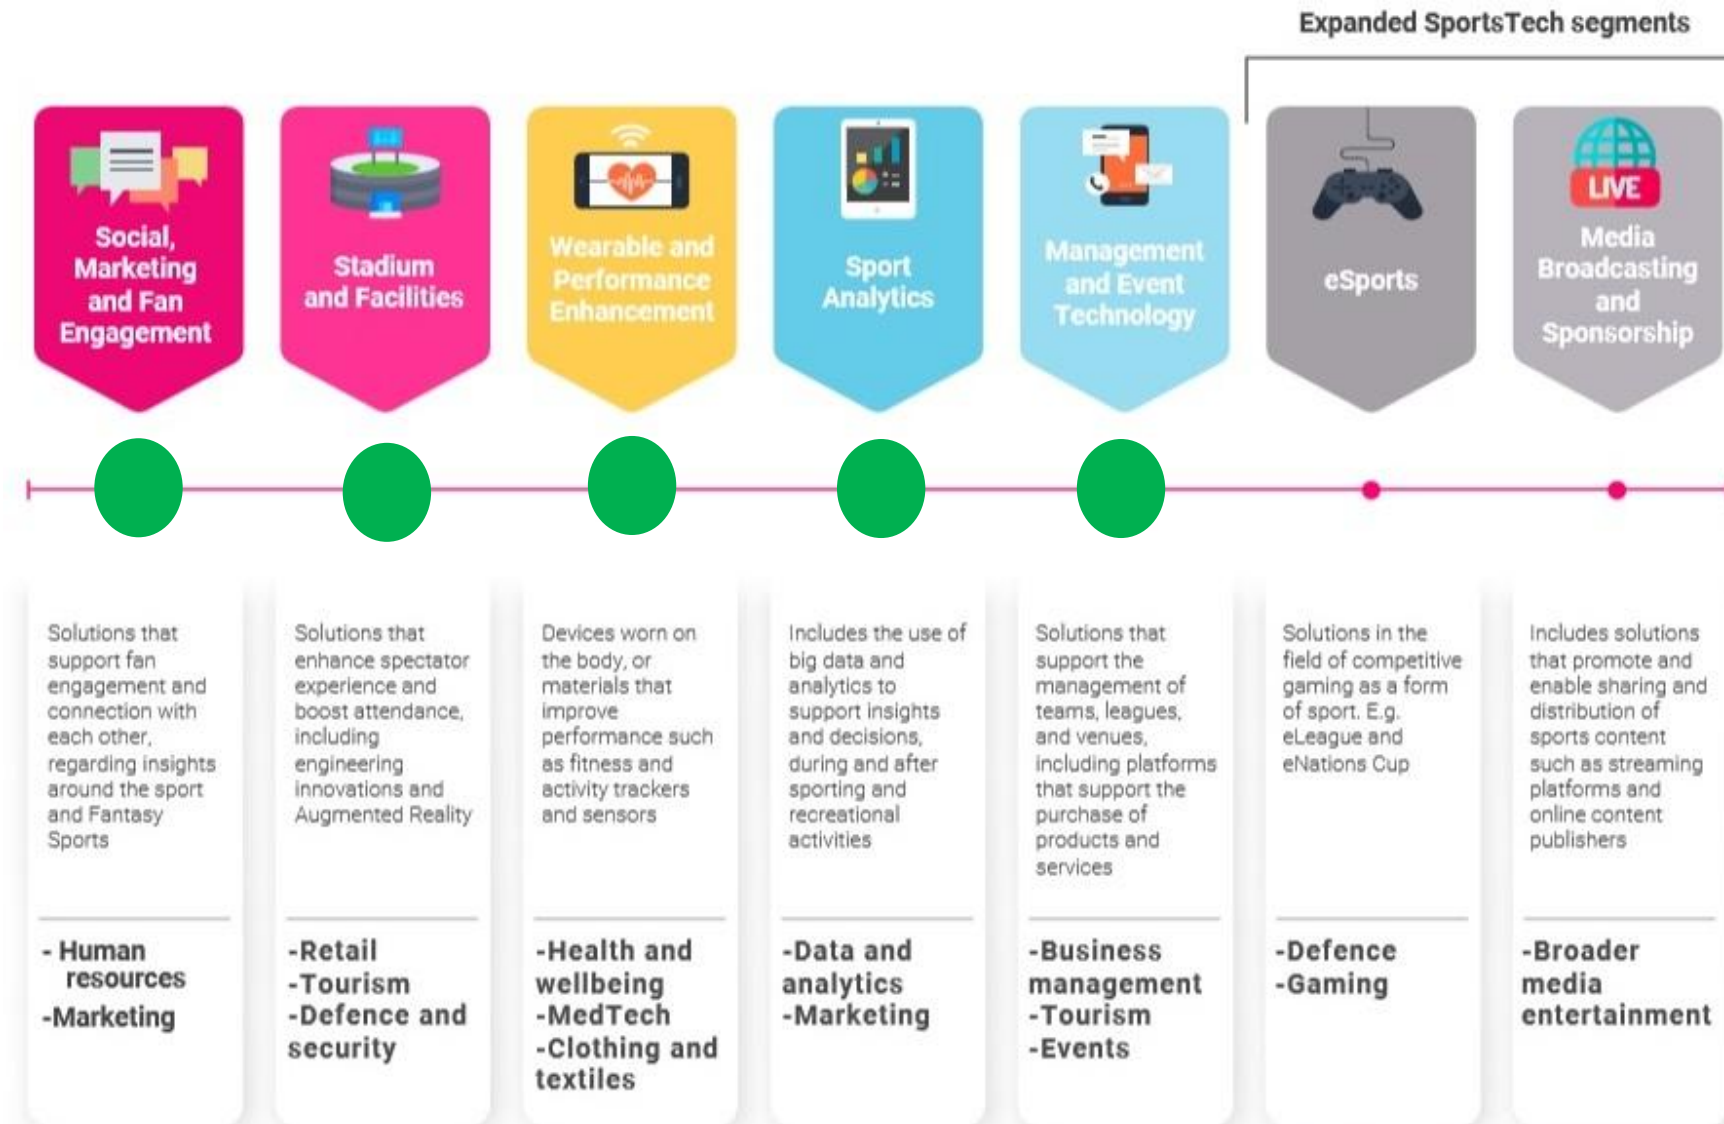 Expanded SportsTech segments
Social,
Marketing
and Fan
Engagement
Stadium
and Facilities
Wearable and
Performance
Enhancement
Sport
Analytics
Management
and Event
Technology
eSports
LIVE
Media
Broadcasting
and
Sponsorship
Solutions that
support fan
engagement and
connection with
each other,
regarding insights
around the sport
and Fantasy
Sports
Solutions that
enhance spectator
experience and
boost attendance,
including
engineering
innovations and
Augmented Reality
Devices worn on
the body, or
materials that
improve
performance such
as fitness and
activity trackers
and sensors
Includes the use of
big data and
analytics to
support insights
and decisions,
during and after
sporting and
recreational
activities
Solutions that
support the
management of
teams, leagues,
and venues,
including platforms
that support the
purchase of
products and
services
Solutions in the
field of competitive
gaming as a form
of sport. E.g.
eLeague and
eNations Cup
Includes solutions
that promote and
enable sharing and
distribution of
sports content
such as streaming
platforms and
online content
publishers
- Human
resources
-Marketing
-Retail
-Tourism
-Defence and
security
-Health and
wellbeing
-MedTech
-Clothing and
textiles
-Data and
analytics
-Marketing
-Business
management
-Tourism
-Events
-Defence
-Gaming
-Broader
media
entertainment